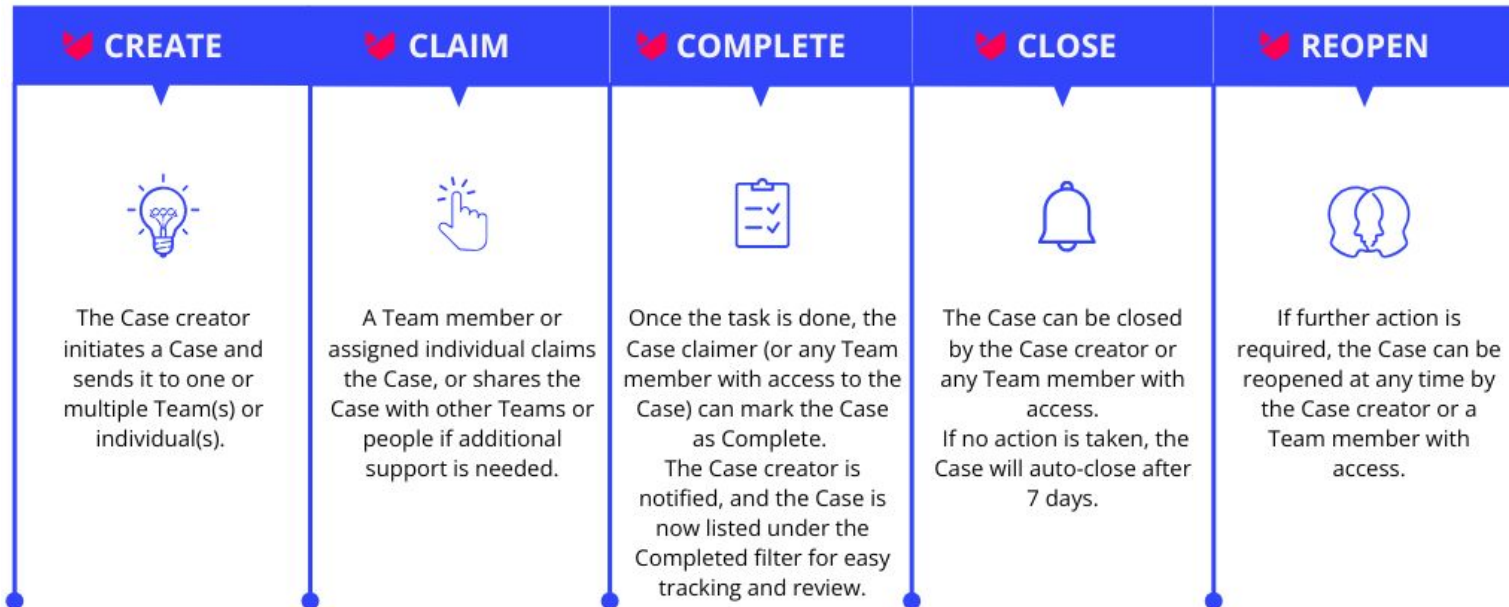 CREATE
CLAIM
COMPLETE
CLOSE
REOPEN
The Case creator
initiates a Case and
sends it to one or
multiple Team(s) or
individual(s).
A Team member or
assigned individual claims
the Case, or shares the
Case with other Teams or
people if additional
support is needed.
Once the task is done, the
Case claimer (or any Team
member with access to the
Case) can mark the Case
as Complete.
The Case creator is
notified, and the Case is
now listed under the
Completed filter for easy
tracking and review.
The Case can be closed
by the Case creator or
any Team member with
access.
If no action is taken, the
Case will auto-close after
7 days.
If further action is
required, the Case can be
reopened at any time by
the Case creator or a
Team member with
access.